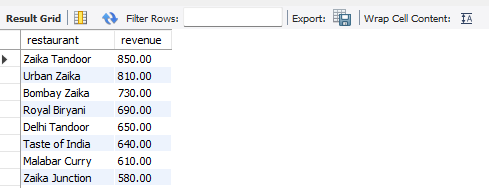 Result Grid Filter Rows: Export: Wrap Cell Content:
restaurant revenue
Zaika Tandoor 850.00
Urban Zaika 810.00
Bombay Zaika 730.00
Royal Biryani 690.00
Delhi Tandoor 650.00
Taste of India 640.00
Malabar Curry 610.00
Zaika Junction 580.00